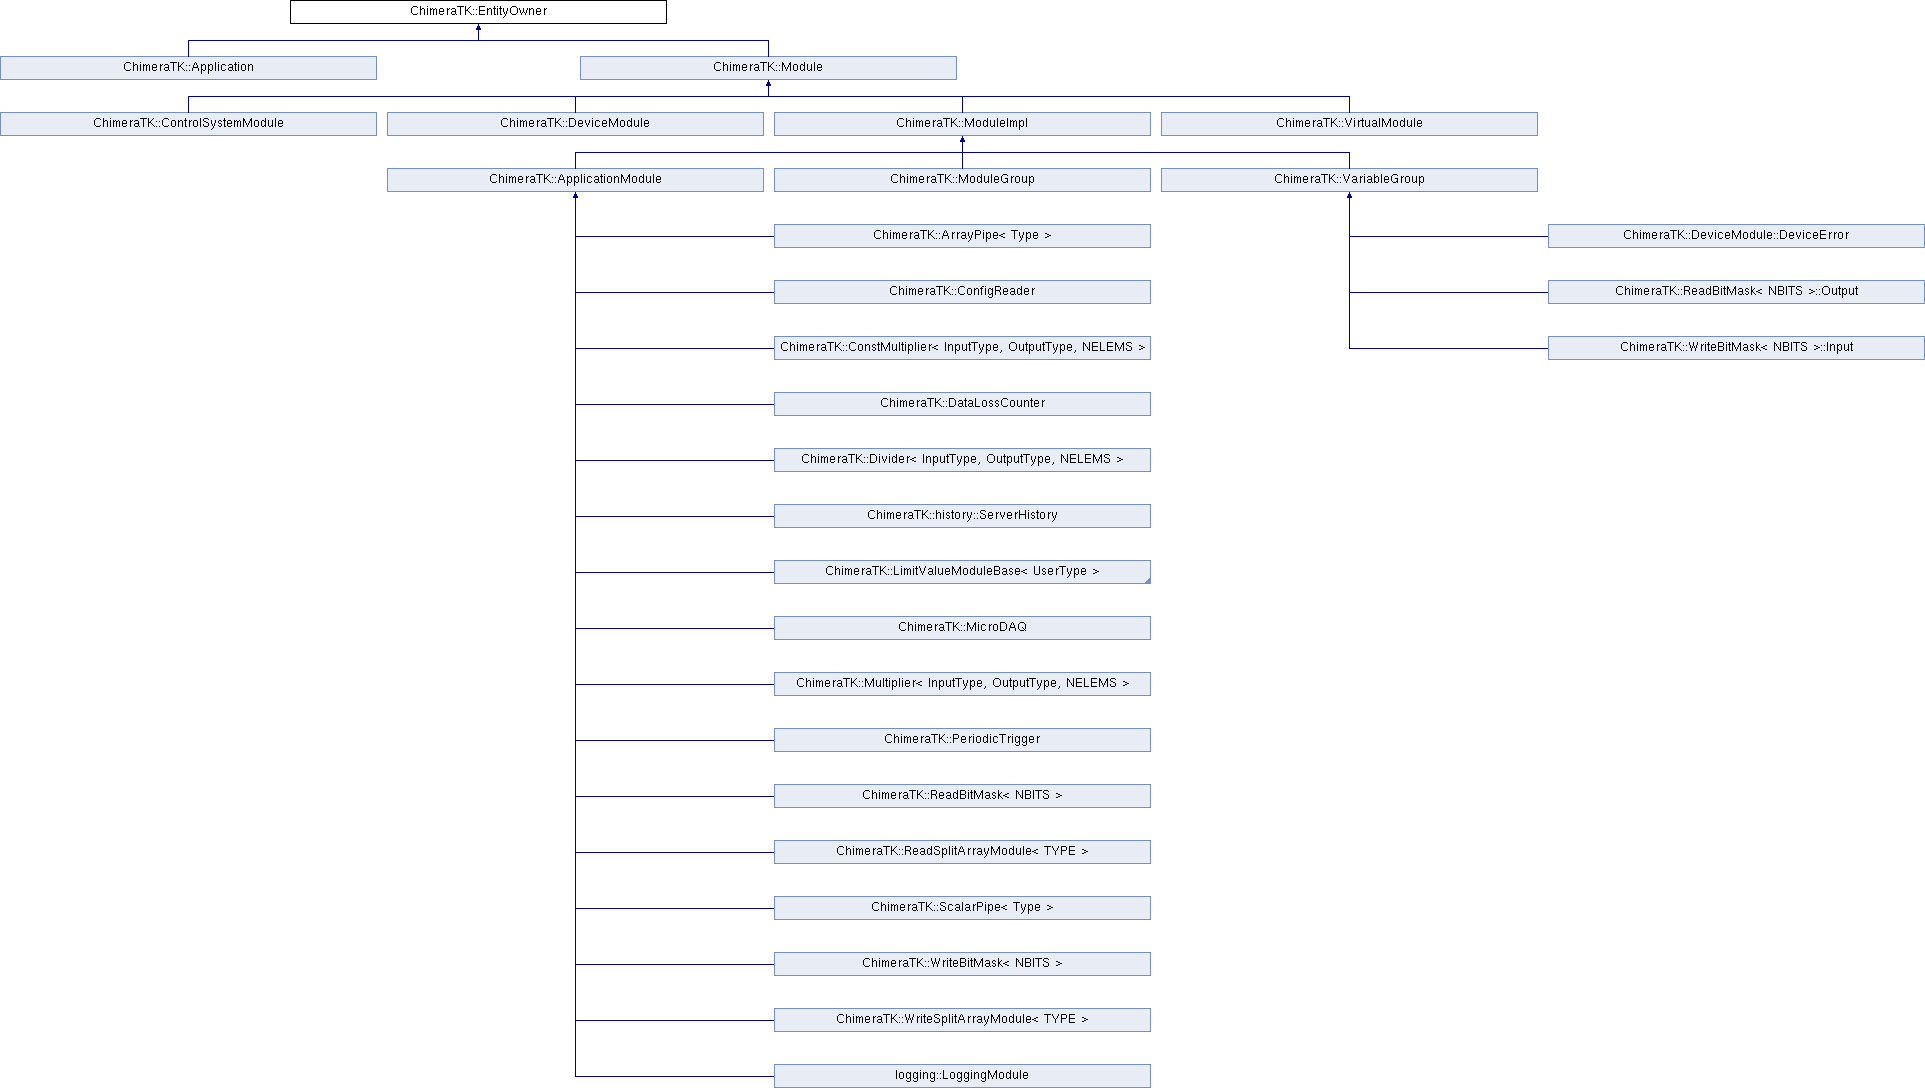 ChimeraTK::EntityOwner
ChimeraTK::Application
ChimeraTK::Module
ChimeraTK::ControlSystemModule
ChimeraTK::DeviceModule
ChimeraTK::ModuleImpl
ChimeraTK::VirtualModule
ChimeraTK::ApplicationModule
ChimeraTK::ModuleGroup
ChimeraTK::VariableGroup
ChimeraTK::ArrayPipe< Type >
ChimeraTK::DeviceModule::DeviceError
ChimeraTK::ConfigReader
ChimeraTK::ReadBitMask< NBITS >::Output
ChimeraTK::ConstMultiplier< InputType, OutputType, NELEMS >
ChimeraTK::WriteBitMask< NBITS >::Input
ChimeraTK::DataLossCounter
ChimeraTK::Divider< InputType, OutputType, NELEMS >
ChimeraTK::history::ServerHistory
ChimeraTK::LimitValueModuleBase< UserType >
ChimeraTK::MicroDAQ
ChimeraTK::Multiplier< InputType, OutputType, NELEMS >
ChimeraTK::PeriodicTrigger
ChimeraTK::ReadBitMask< NBITS >
ChimeraTK::ReadSplitArrayModule< TYPE >
ChimeraTK::ScalarPipe< Type >
ChimeraTK::WriteBitMask< NBITS >
ChimeraTK::WriteSplitArrayModule< TYPE >
logging::LoggingModule